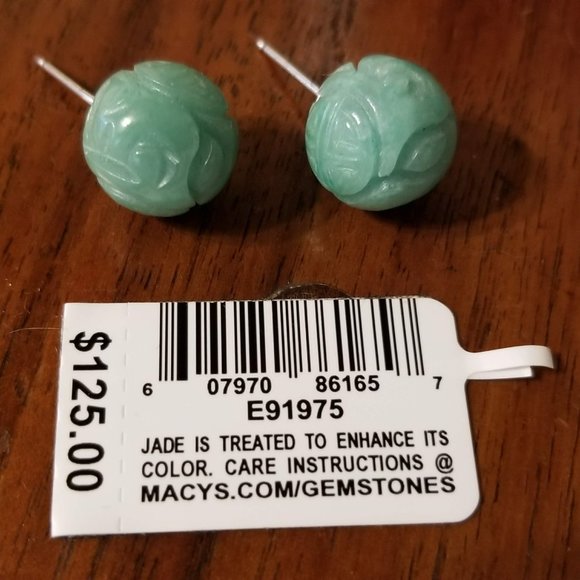 $125.00
6 07970 86165 7
E91975
JADE IS TREATED TO ENHANCE ITS
COLOR. CARE INSTRUCTIONS @
MACYS.COM/GEMSTONES